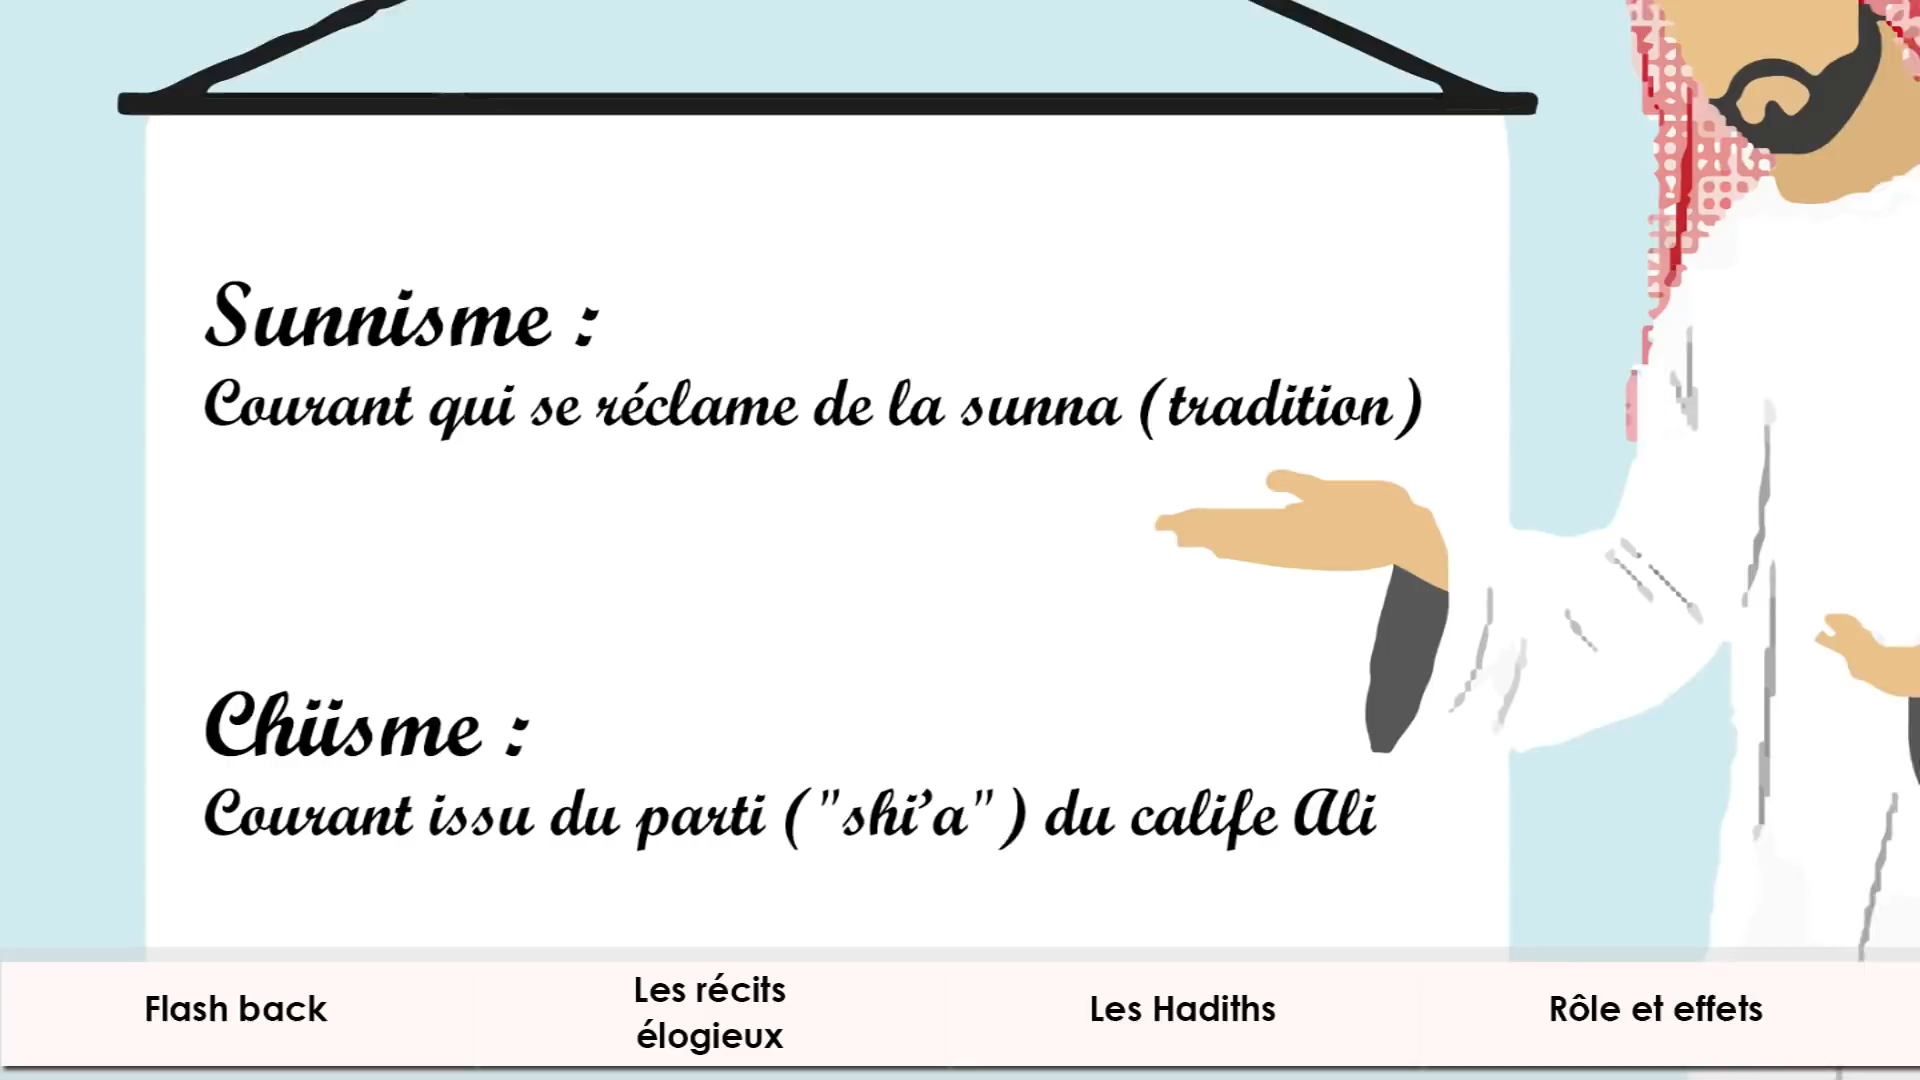 Sunnisme :
Courant qui se réclame de la sunna (tradition)
Chiisme :
Courant issu du parti ("shi'a") du calife Ali
Flash back
Les récits
élogieux
Les Hadiths
Rôle et effets